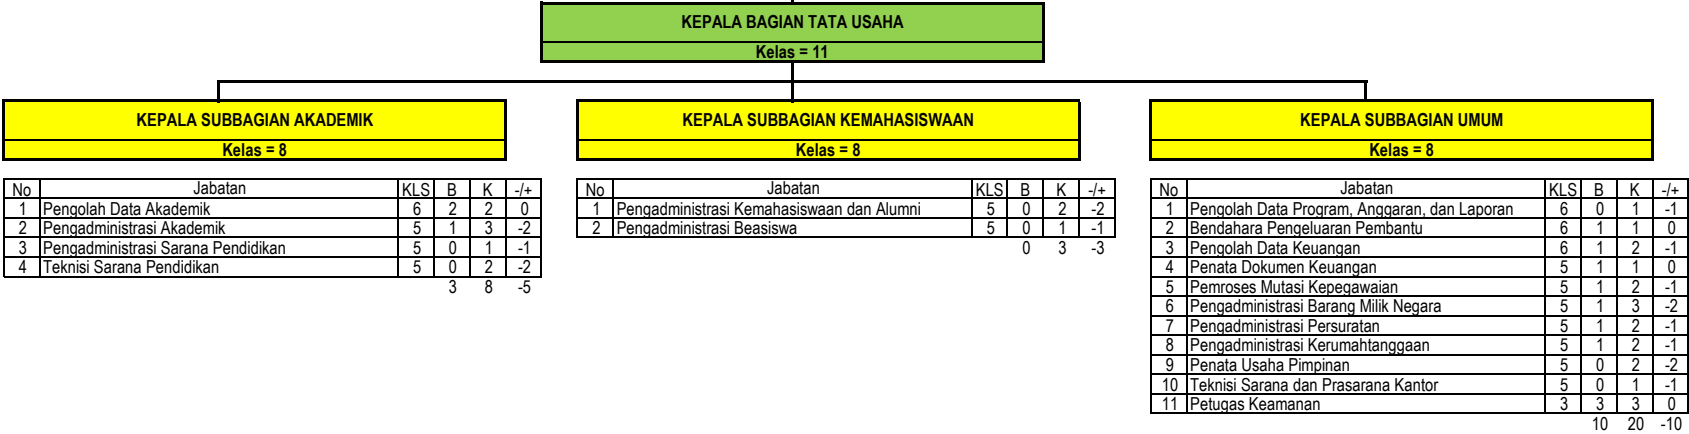 KEPALA BAGIAN TATA USAHA
Kelas = 11
KEPALA SUBBAGIAN AKADEMIK
Kelas = 8
No Jabatan KLS B K -/+
1 Pengolah Data Akademik 6 2 2 0
2 Pengadministrasi Akademik 5 1 3 -2
3 Pengadministrasi Sarana Pendidikan 5 0 1 -1
4 Teknisi Sarana Pendidikan 5 0 2 -2
3 8 -5
KEPALA SUBBAGIAN KEMAHASISWAAN
Kelas = 8
No Jabatan KLS B K -/+
1 Pengadministrasi Kemahasiswaan dan Alumni 5 0 2 -2
2 Pengadministrasi Beasiswa 5 0 1 -1
0 3 -3
KEPALA SUBBAGIAN UMUM
Kelas = 8
No Jabatan KLS B K -/+
1 Pengolah Data Program, Anggaran, dan Laporan 6 0 1 -1
2 Bendahara Pengeluaran Pembantu 6 1 1 0
3 Pengolah Data Keuangan 6 1 2 -1
4 Penata Dokumen Keuangan 5 1 1 0
5 Pemroses Mutasi Kepegawaian 5 1 2 -1
6 Pengadministrasi Barang Milik Negara 5 1 3 -2
7 Pengadministrasi Persuratan 5 1 2 -1
8 Pengadministrasi Kerumahtanggaan 5 1 2 -1
9 Penata Usaha Pimpinan 5 0 2 -2
10 Teknisi Sarana dan Prasarana Kantor 5 0 1 -1
11 Petugas Keamanan 3 3 3 0
10 20 -10